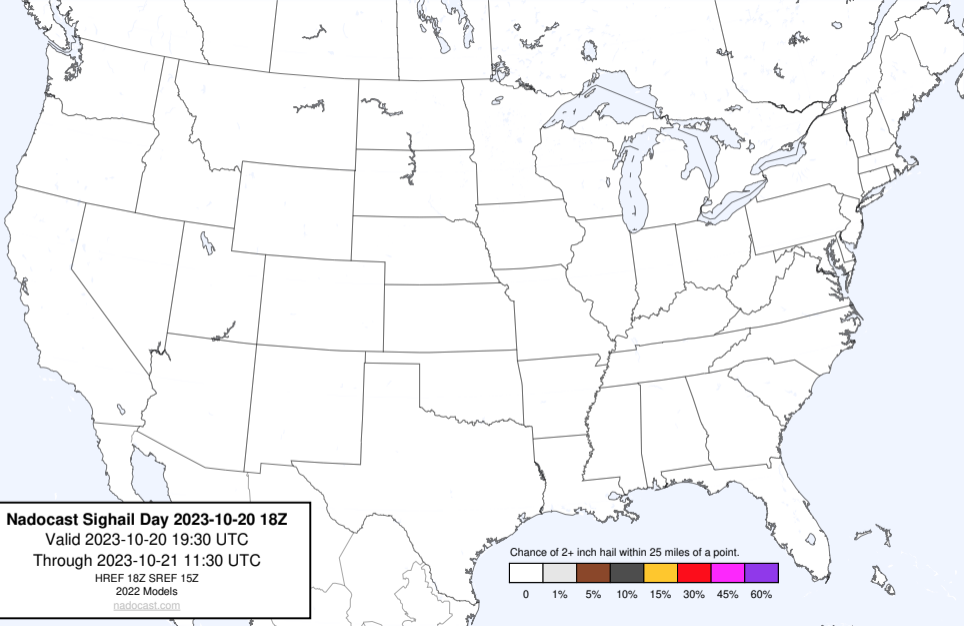 Nadocast Sighail Day 2023-10-20 18Z
Valid 2023-10-20 19:30 UTC
Through 2023-10-21 11:30 UTC
HREF 18Z SREF 15Z
2022 Models
nadocast.com
Chance of 2+ inch hail within 25 miles of a point.
0 1% 5% 10% 15% 30% 45% 60%